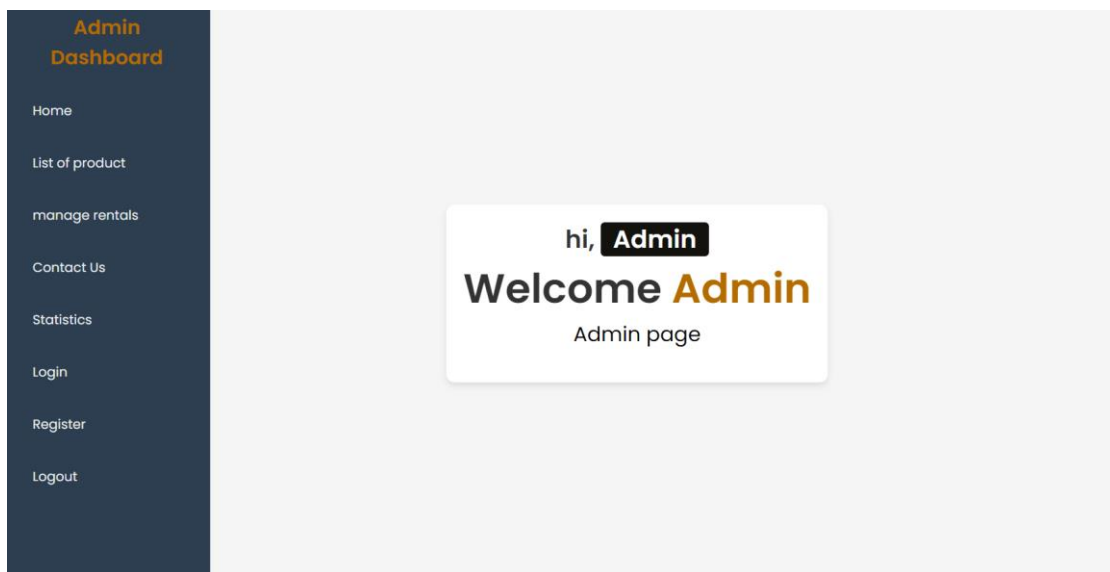 Admin
Dashboard
Home
List of product
manage rentals
Contact Us
Statistics
Login
Register
Logout
hi, Admin
Welcome Admin
Admin page